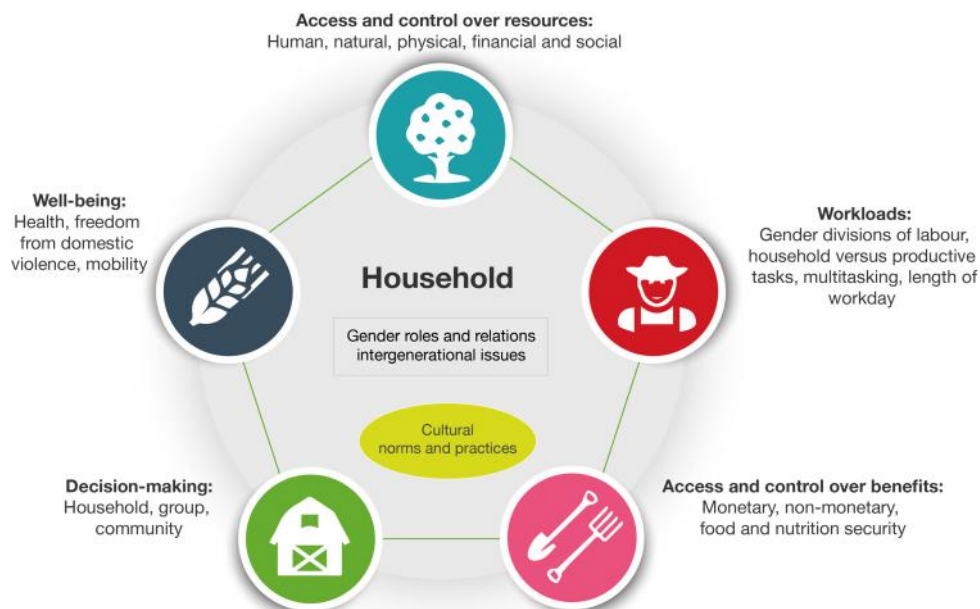 Access and control over resources:
Human, natural, physical, financial and social
Well-being:
Health, freedom
from domestic
violence, mobility
Workloads:
Gender divisions of labour,
household versus productive
tasks, multitasking, length of
workday
Household
Gender roles and relations
intergenerational issues
Cultural
norms and practices
Decision-making:
Household, group,
community
Access and control over benefits:
Monetary, non-monetary,
food and nutrition security